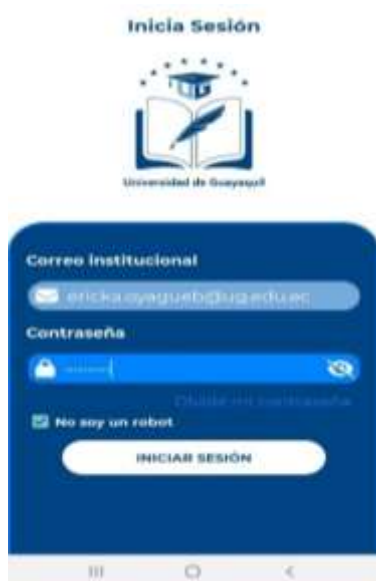 Inicia Sesión
Universidad de Guayaquil
Correo institucional
ericka.oyagueb@ug.edu.ec
Contraseña
Olvidé mi contraseña
No soy un robot
INICIAR SESIÓN